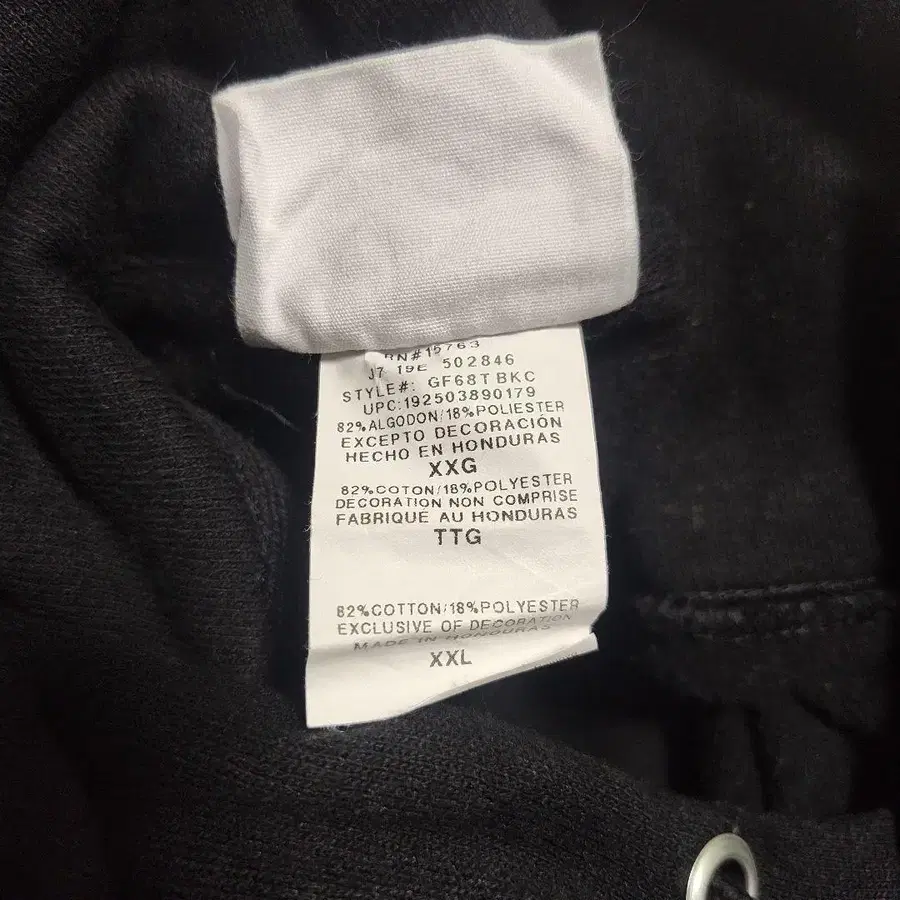 RN#15763
J7 19E 502846
STYLE#: GF68T BKC
UPC:192503890179
82%ALGODON/18%POLIESTER
EXCEPTO DECORACIÓN
HECHO EN HONDURAS
XXG
82%COTON/18%POLYESTER
DECORATION NON COMPRISE
FABRIQUE AU HONDURAS
TTG
82%COTTON/18%POLYESTER
EXCLUSIVE OF DECORATION
MADE IN HONDURAS
XXL